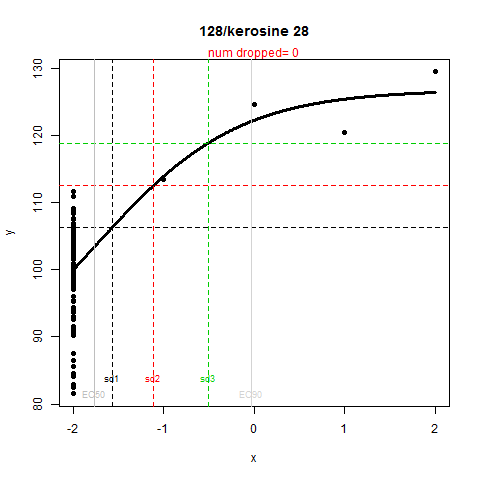 128/kerosine 28
num dropped= 0
y
130
120
110
100
90
80
sq1
sq2
sq3
EC50
EC90
-2
-1
0
1
2
x